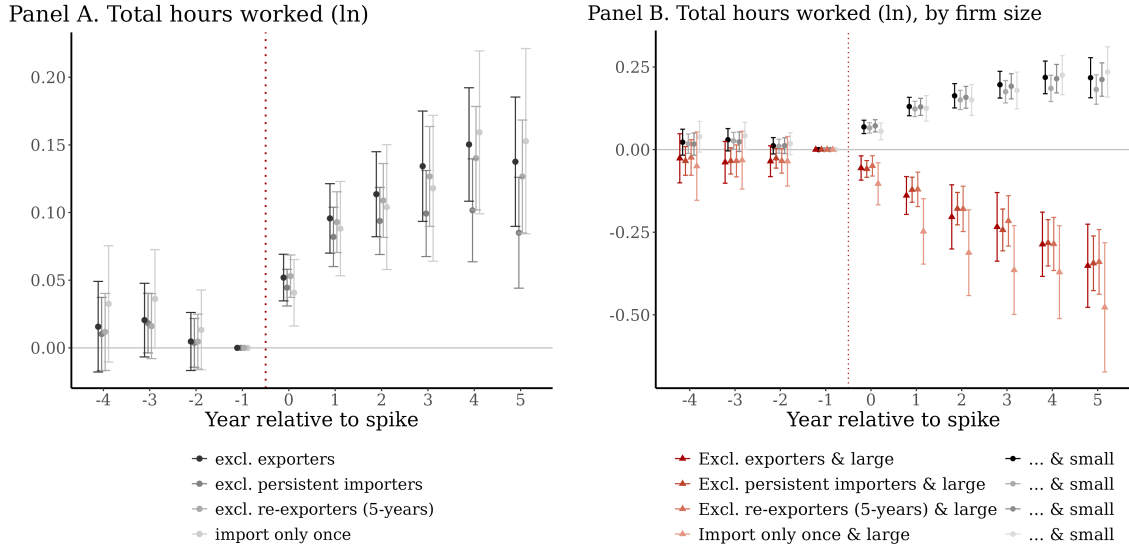 Panel A. Total hours worked (ln)
0.20
0.15
0.10
0.05
0.00
-4 -3 -2 -1 0 1 2 3 4 5
Year relative to spike
excl. exporters
excl. persistent importers
excl. re-exporters (5-years)
import only once
Panel B. Total hours worked (ln), by firm size
0.25
0.00
-0.25
-0.50
-4 -3 -2 -1 0 1 2 3 4 5
Year relative to spike
Excl. exporters & large
Excl. persistent importers & large
Excl. re-exporters (5-years) & large
Import only once & large
... & small
... & small
... & small
... & small